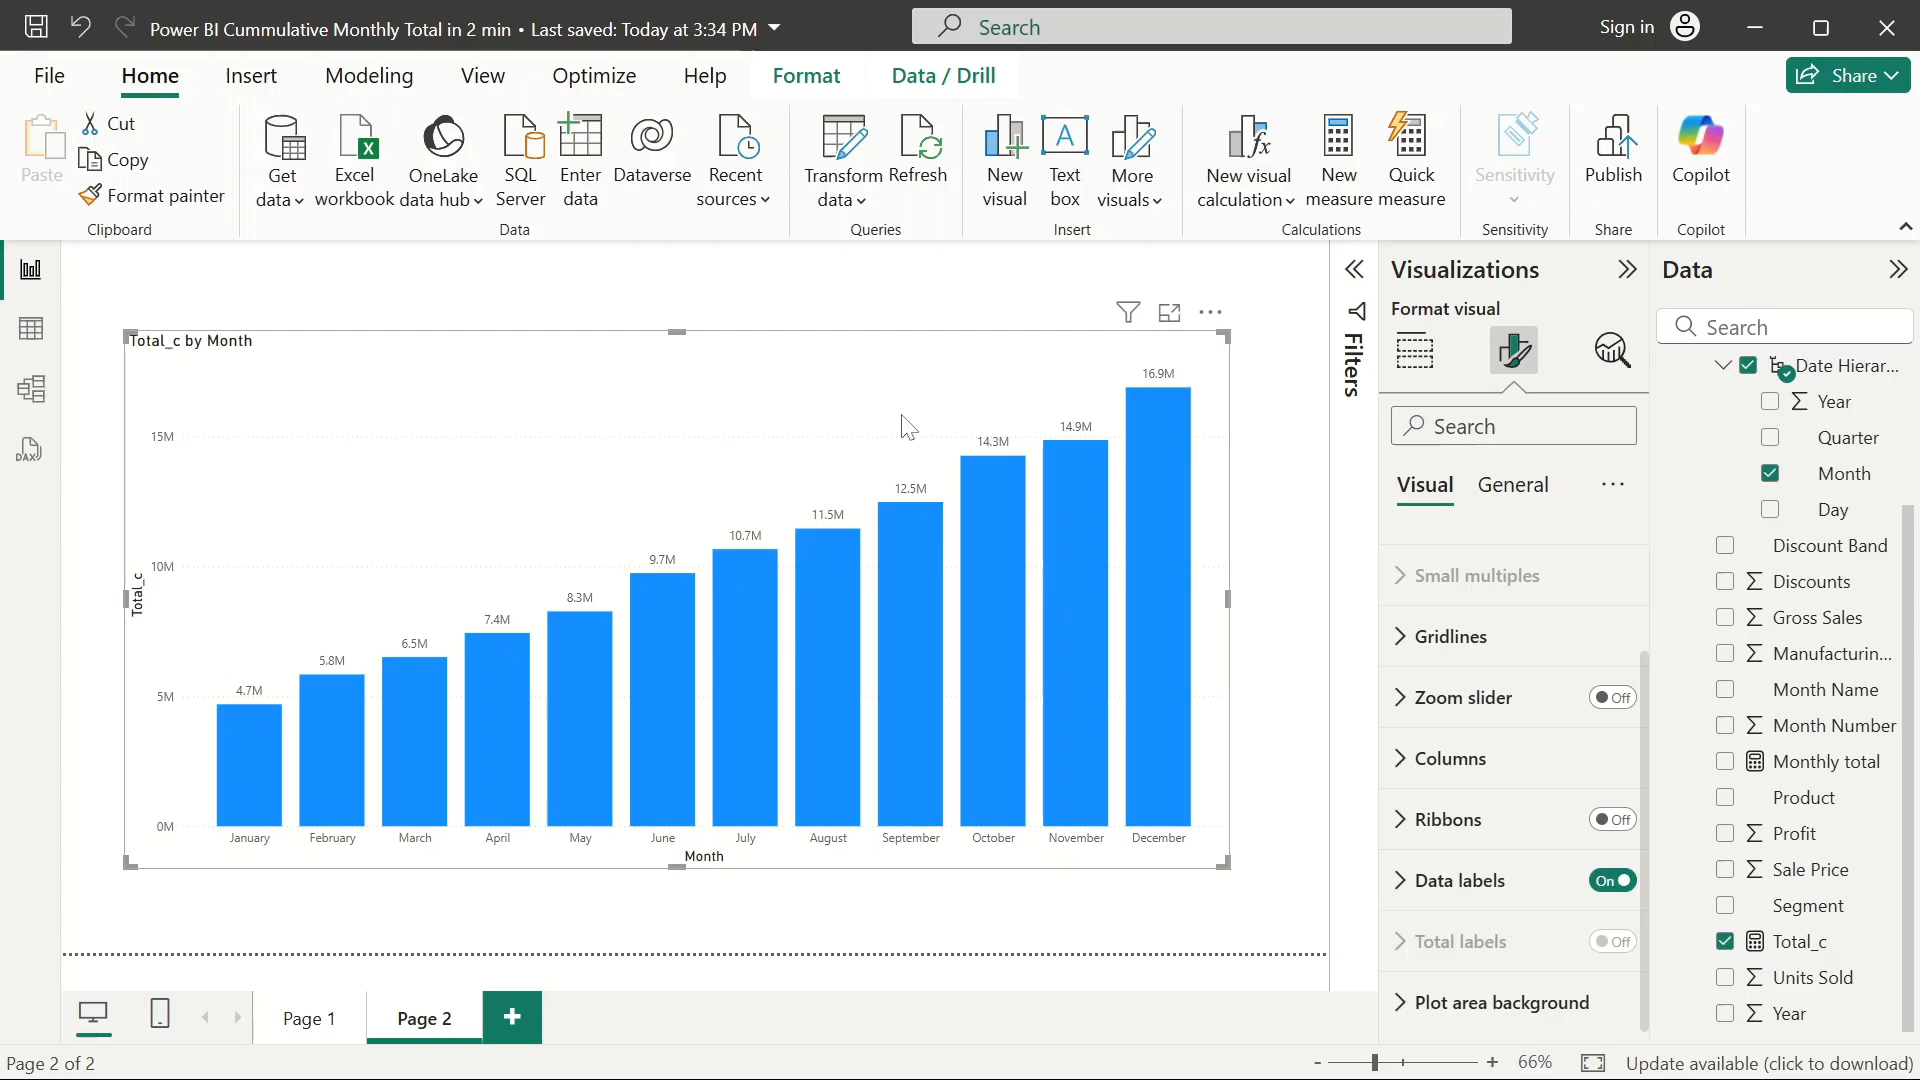 Power BI Cummulative Monthly Total in 2 min • Last saved: Today at 3:34 PM
Search
Sign in
File
Home
Insert
Modeling
View
Optimize
Help
Format
Data / Drill
Share
Paste
Cut
Copy
Format painter
Clipboard
Get data
Excel workbook
OneLake data hub
SQL Server
Enter data
Dataverse
Recent sources
Data
Transform data
Refresh
Queries
New visual
Text box
More visuals
Insert
New visual calculation
New measure
Quick measure
Calculations
Sensitivity
Sensitivity
Publish
Share
Copilot
Copilot
DAX
Total_c by Month
Total_c
15M
10M
5M
0M
4.7M
5.8M
6.5M
7.4M
8.3M
9.7M
10.7M
11.5M
12.5M
14.3M
14.9M
16.9M
January
February
March
April
May
June
July
August
September
October
November
December
Month
Filters
Visualizations
Format visual
Search
Visual
General
Small multiples
Gridlines
Zoom slider
Off
Columns
Ribbons
Off
Data labels
On
Total labels
Off
Plot area background
Data
Search
Date Hierar...
Year
Quarter
Month
Day
Discount Band
Discounts
Gross Sales
Manufacturin...
Month Name
Month Number
Monthly total
Product
Profit
Sale Price
Segment
Total_c
Units Sold
Year
Page 1
Page 2
Page 2 of 2
- + 66%
Update available (click to download)